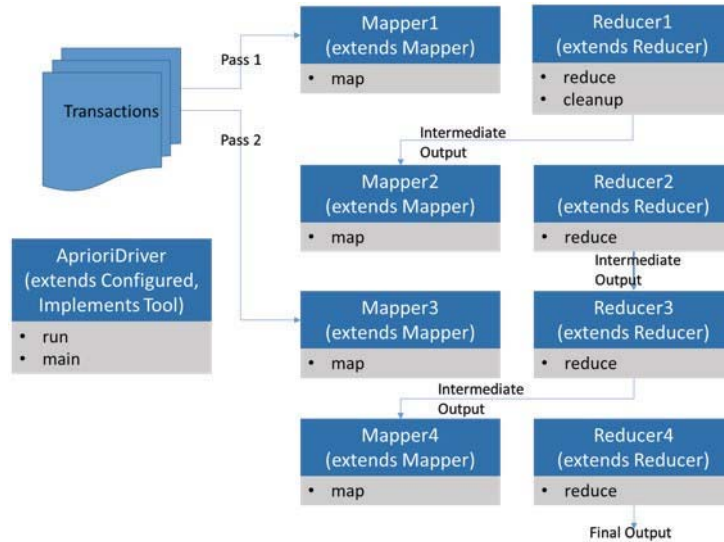 Transactions
Pass 1
Pass 2
Mapper1
(extends Mapper)
• map
Reducer1
(extends Reducer)
• reduce
• cleanup
Intermediate
Output
Mapper2
(extends Mapper)
• map
Reducer2
(extends Reducer)
• reduce
Intermediate
Output
AprioriDriver
(extends Configured,
Implements Tool)
• run
• main
Mapper3
(extends Mapper)
• map
Reducer3
(extends Reducer)
• reduce
Intermediate
Output
Mapper4
(extends Mapper)
• map
Reducer4
(extends Reducer)
• reduce
Final Output